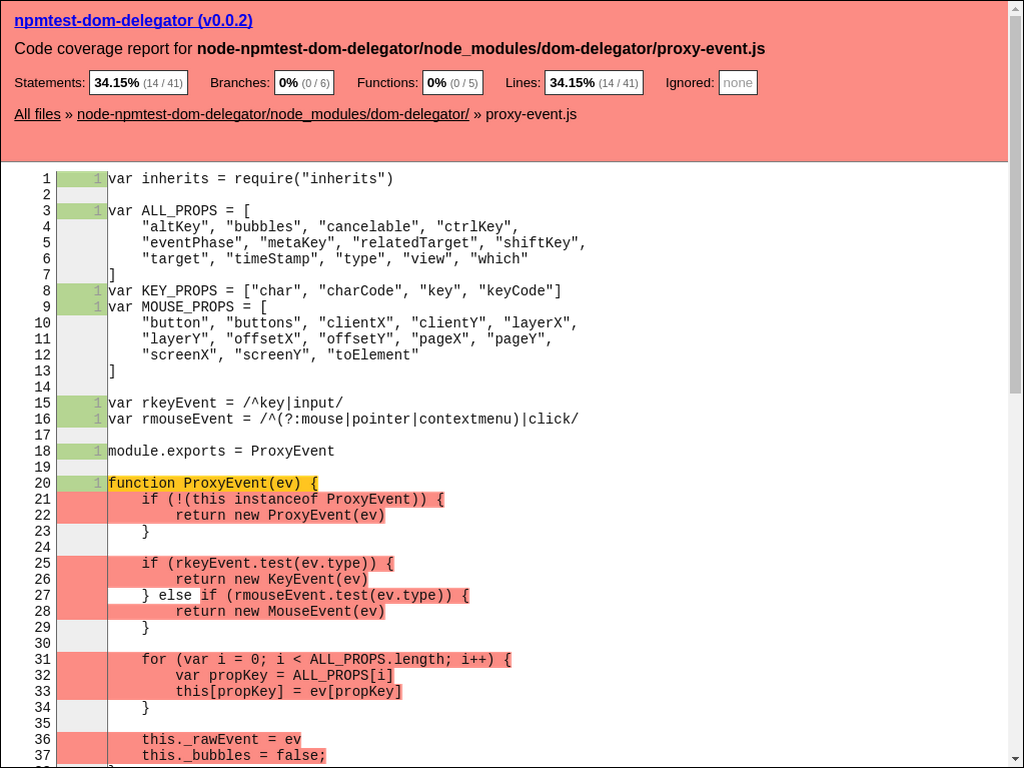 npmtest-dom-delegator (v0.0.2)
Code coverage report for node-npmtest-dom-delegator/node_modules/dom-delegator/proxy-event.js
Statements: 34.15% (14 / 41) Branches: 0% (0 / 6) Functions: 0% (0 / 5) Lines: 34.15% (14 / 41) Ignored: none
All files » node-npmtest-dom-delegator/node_modules/dom-delegator/ » proxy-event.js
1 1 var inherits = require("inherits")
2
3 1 var ALL_PROPS = [
4     "altKey", "bubbles", "cancelable", "ctrlKey",
5     "eventPhase", "metaKey", "relatedTarget", "shiftKey",
6     "target", "timeStamp", "type", "view", "which"
7 ]
8 1 var KEY_PROPS = ["char", "charCode", "key", "keyCode"]
9 1 var MOUSE_PROPS = [
10     "button", "buttons", "clientX", "clientY", "layerX",
11     "layerY", "offsetX", "offsetY", "pageX", "pageY",
12     "screenX", "screenY", "toElement"
13 ]
14
15 1 var rkeyEvent = /^key|input/
16 1 var rmouseEvent = /^(?:mouse|pointer|contextmenu)|click/
17
18 1 module.exports = ProxyEvent
19
20 1 function ProxyEvent(ev) {
21     if (!(this instanceof ProxyEvent)) {
22         return new ProxyEvent(ev)
23     }
24
25     if (rkeyEvent.test(ev.type)) {
26         return new KeyEvent(ev)
27     } else if (rmouseEvent.test(ev.type)) {
28         return new MouseEvent(ev)
29     }
30
31     for (var i = 0; i < ALL_PROPS.length; i++) {
32         var propKey = ALL_PROPS[i]
33         this[propKey] = ev[propKey]
34     }
35
36     this._rawEvent = ev
37     this._bubbles = false;